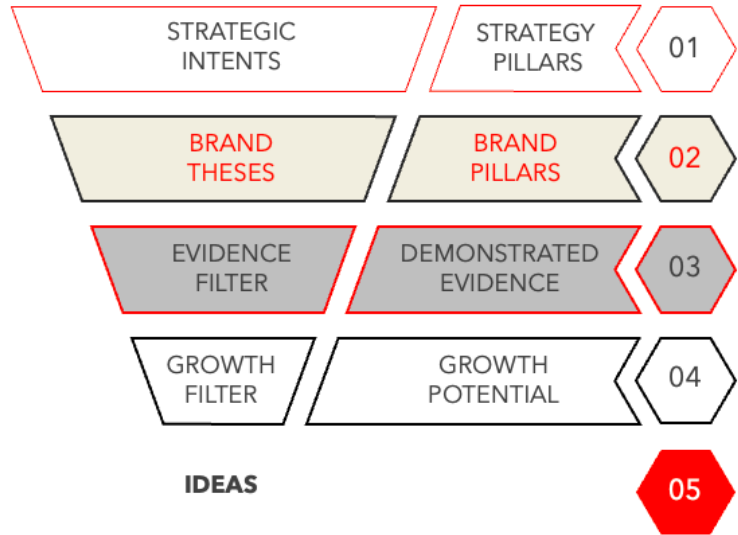 STRATEGIC
INTENTS
STRATEGY
PILLARS
01
BRAND
THESES
BRAND
PILLARS
02
EVIDENCE
FILTER
DEMONSTRATED
EVIDENCE
03
GROWTH
FILTER
GROWTH
POTENTIAL
04
IDEAS
05